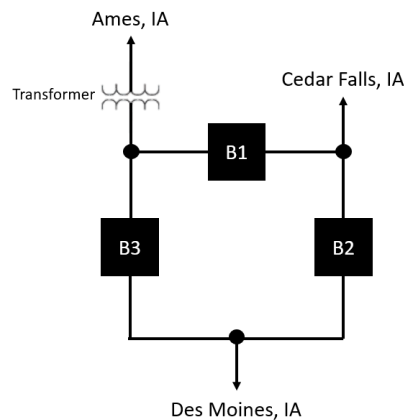 Ames, IA
Transformer
Cedar Falls, IA
B1
B3
B2
Des Moines, IA